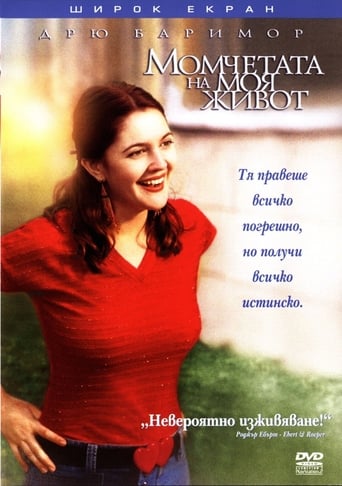 ШИРОК ЕКРАН
ДРЮ БАРИМОР
МОМЧЕТАТА
НА МОЯ
ЖИВОТ
Тя правеше
всичко
погрешно,
но получи
всичко
истинско.
„Невероятно изживяване!"
Роджър Ебърт - Ebert & Roeper
DVD
VIDEO